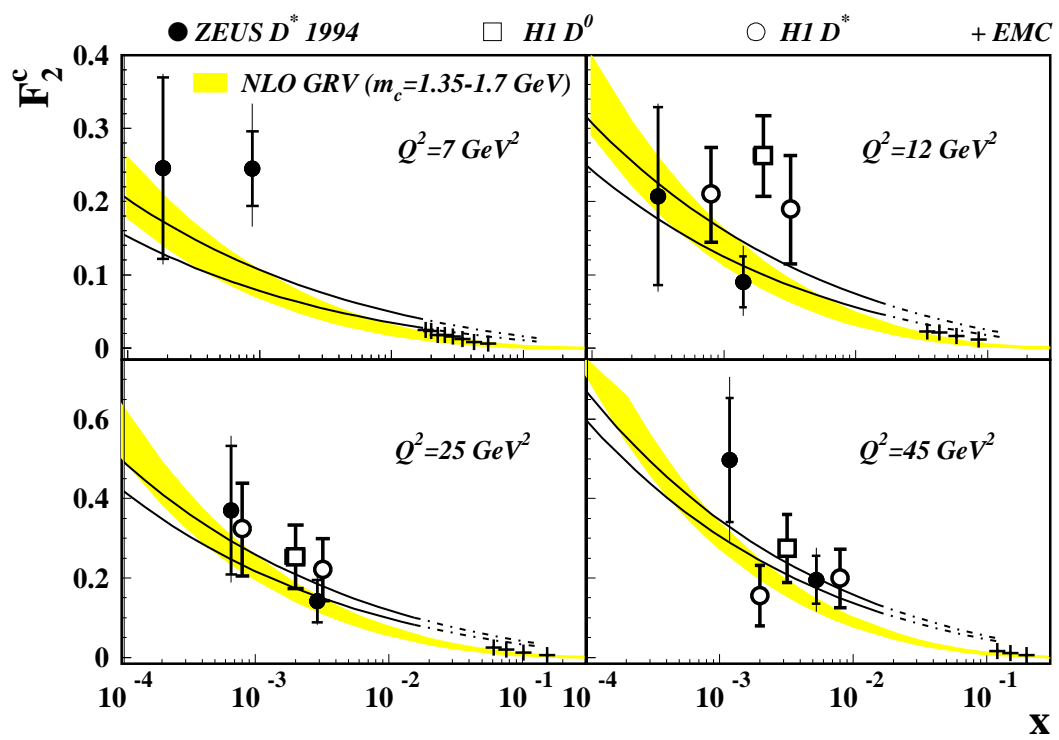 ZEUS D* 1994 H1 D⁰ H1 D* + EMC
F₂ᶜ
NLO GRV (m_c=1.35-1.7 GeV)
0.4
0.3
0.2
0.1
0
Q²=7 GeV²
Q²=12 GeV²
0.6
0.4
0.2
0
Q²=25 GeV²
Q²=45 GeV²
10⁻⁴ 10⁻³ 10⁻² 10⁻¹ 10⁻⁴ 10⁻³ 10⁻² 10⁻¹
x